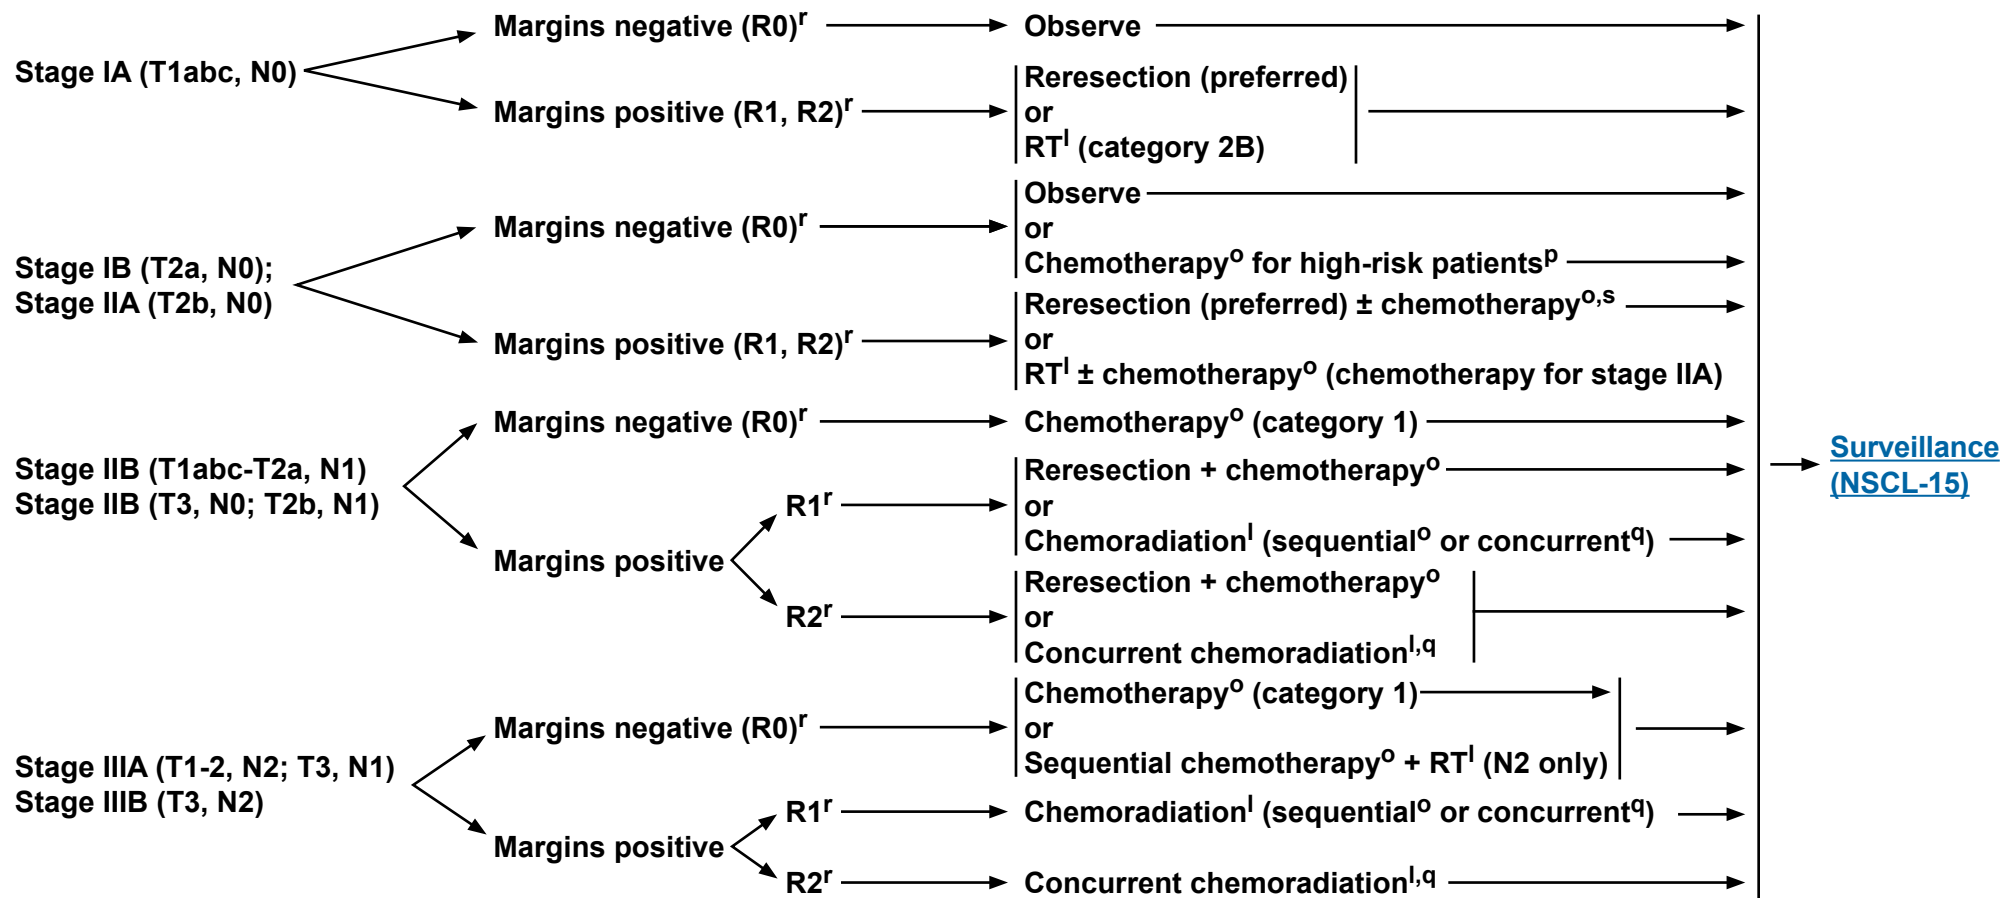 Stage IA (T1abc, N0)
Margins negative (R0)r
Observe
Margins positive (R1, R2)r
Reresection (preferred)
or
RTl (category 2B)
Stage IB (T2a, N0);
Stage IIA (T2b, N0)
Margins negative (R0)r
Observe
or
Chemotherapyo for high-risk patientsp
Margins positive (R1, R2)r
Reresection (preferred) ± chemotherapyo,s
or
RTl ± chemotherapyo (chemotherapy for stage IIA)
Stage IIB (T1abc-T2a, N1)
Stage IIB (T3, N0; T2b, N1)
Margins negative (R0)r
Chemotherapyo (category 1)
Margins positive
R1r
Reresection + chemotherapyo
or
Chemoradiationl (sequentialo or concurrentq)
R2r
Reresection + chemotherapyo
or
Concurrent chemoradiationl,q
Stage IIIA (T1-2, N2; T3, N1)
Stage IIIB (T3, N2)
Margins negative (R0)r
Chemotherapyo (category 1)
or
Sequential chemotherapyo + RTl (N2 only)
Margins positive
R1r
Chemoradiationl (sequentialo or concurrentq)
R2r
Concurrent chemoradiationl,q
Surveillance
(NSCL-15)